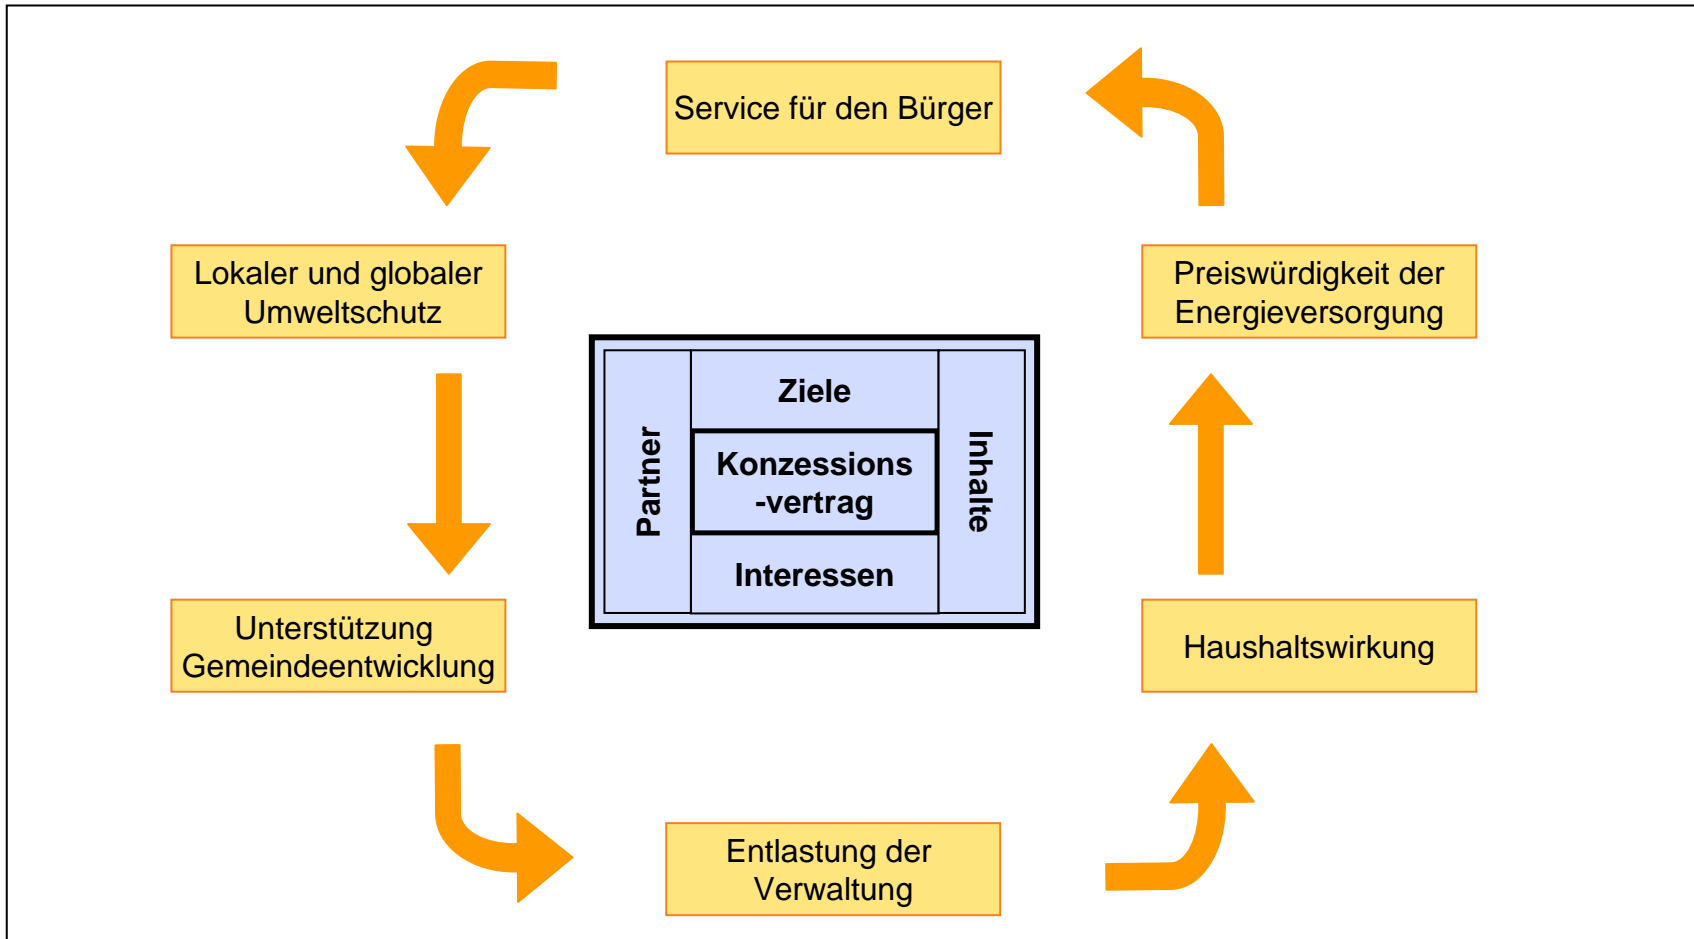 Service für den Bürger
Lokaler und globaler
Umweltschutz
Preiswürdigkeit der
Energieversorgung
Partner
Ziele
Konzessions
-vertrag
Interessen
Inhalte
Unterstützung
Gemeindeentwicklung
Haushaltswirkung
Entlastung der
Verwaltung